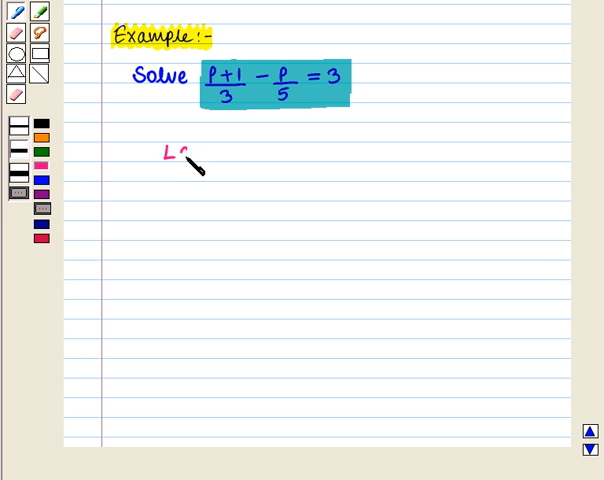 Example:-
Solve (p+1)/3 - p/5 = 3
L